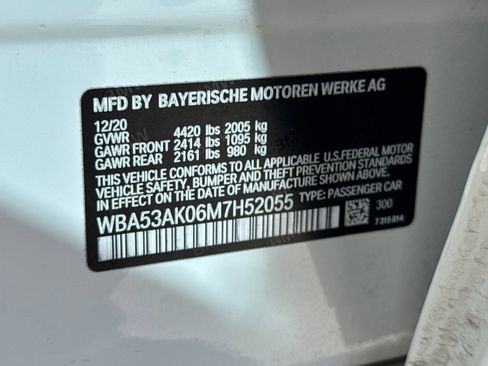 MFD BY BAYERISCHE MOTOREN WERKE AG
12/20
GVWR 4420 lbs 2005 kg
GAWR FRONT 2414 lbs 1095 kg
GAWR REAR 2161 lbs 980 kg
THIS VEHICLE CONFORMS TO ALL APPLICABLE U.S.FEDERAL MOTOR
VEHICLE SAFETY, BUMPER, AND THEFT PREVENTION STANDARDS
IN EFFECT ON THE DATE OF MANUFACTURE SHOWN ABOVE.
WBA53AK06M7H52055 TYPE: PASSENGER CAR
300
7 315 014